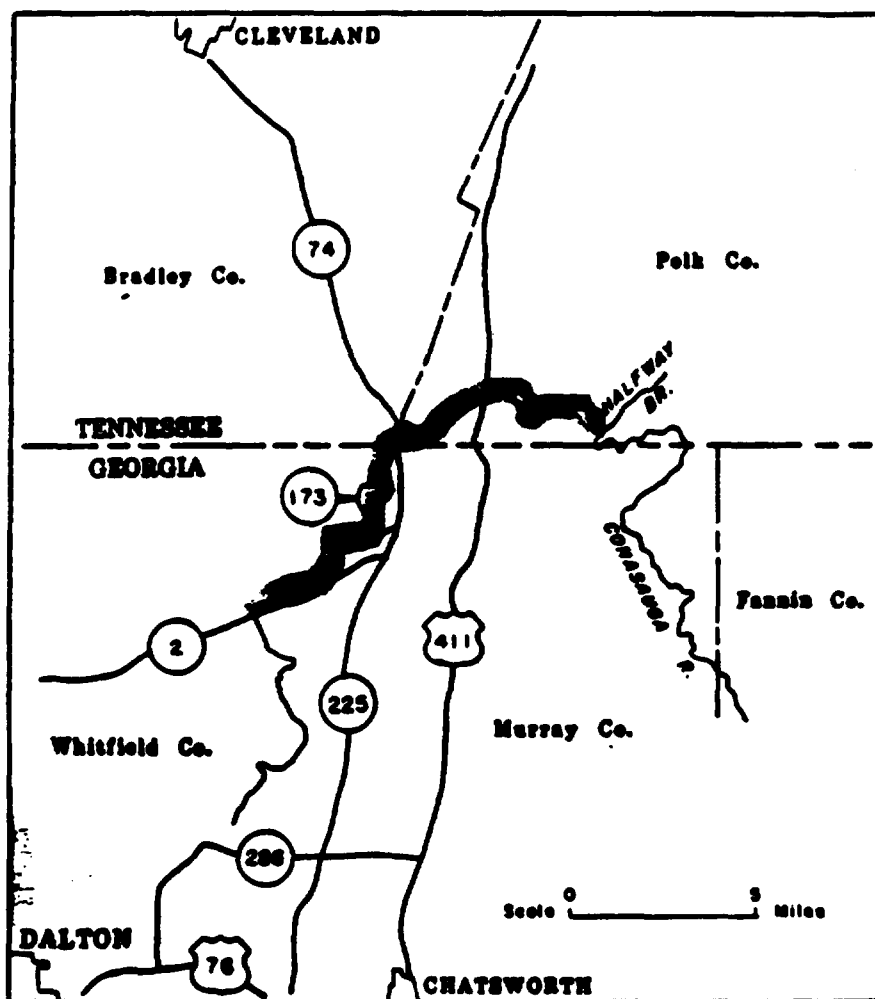 CLEVELAND
74
Bradley Co.
Polk Co.
HALFWAY
BR.
TENNESSEE
GEORGIA
173
CONASAUGA
R.
Fannin Co.
2
411
225
Whitfield Co.
Murray Co.
286
0 5
Scale Miles
DALTON
76
CHATSWORTH